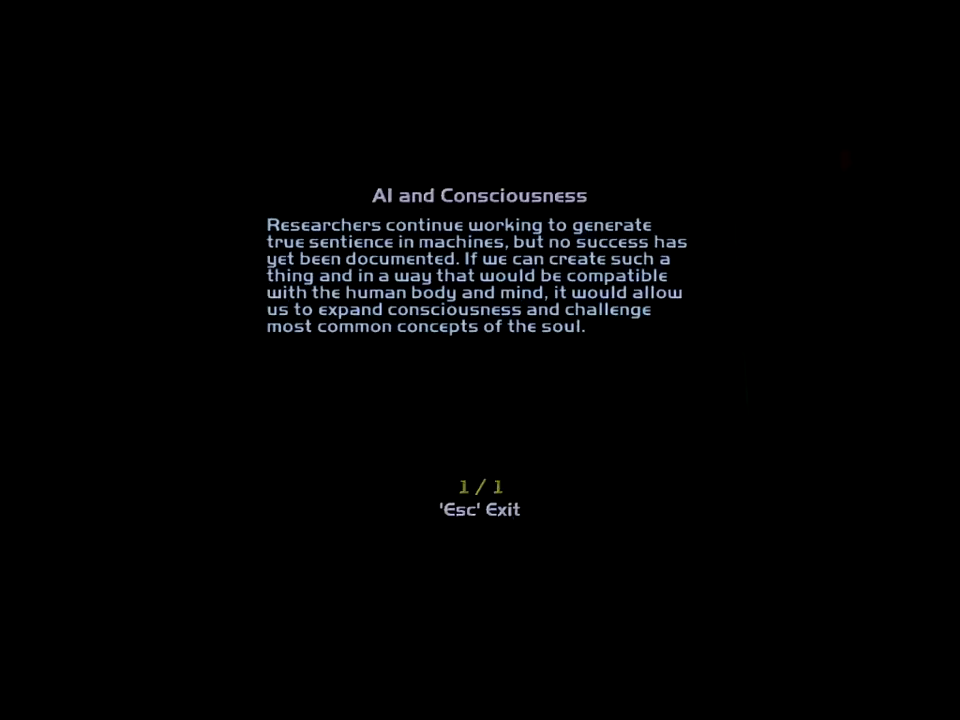 AI and Consciousness
Researchers continue working to generate
true sentience in machines, but no success has
yet been documented. If we can create such a
thing and in a way that would be compatible
with the human body and mind, it would allow
us to expand consciousness and challenge
most common concepts of the soul.
1 / 1
'Esc' Exit